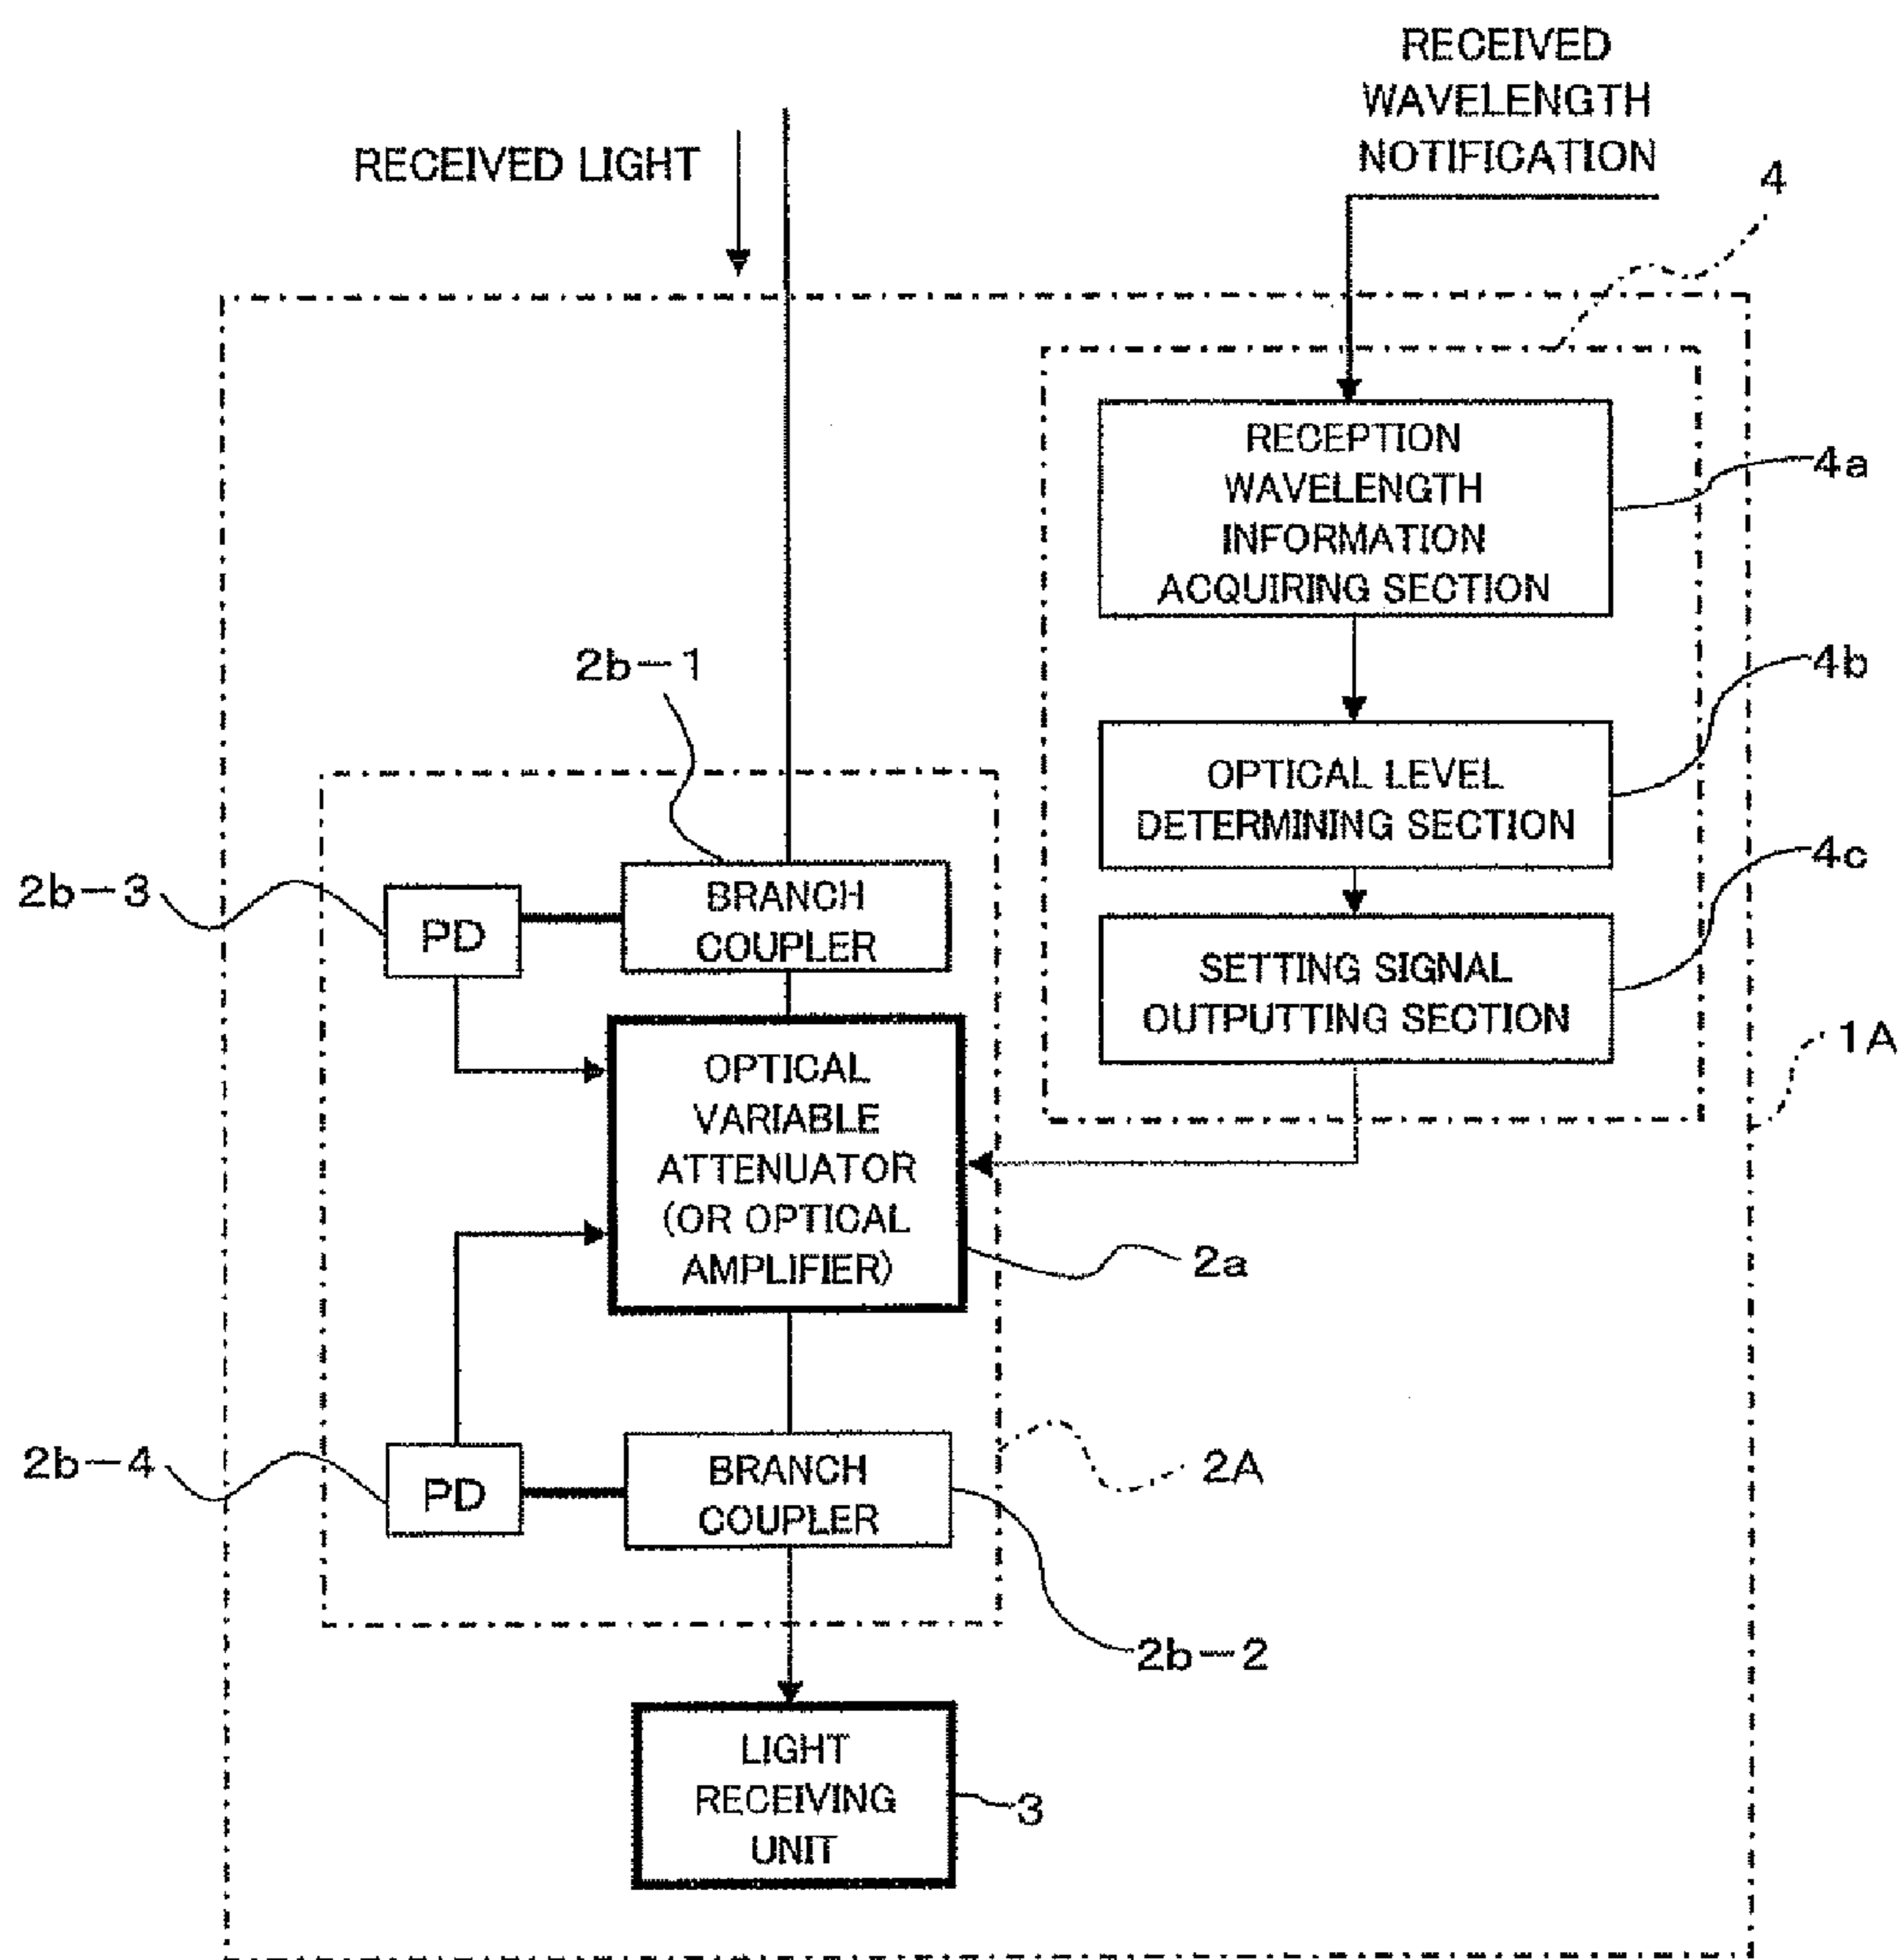 RECEIVED
WAVELENGTH
NOTIFICATION
RECEIVED LIGHT
4
RECEPTION
WAVELENGTH
INFORMATION
ACQUIRING SECTION
4a
2b-1
4b
OPTICAL LEVEL
DETERMINING SECTION
4c
2b-3
PD
BRANCH
COUPLER
SETTING SIGNAL
OUTPUTTING SECTION
1A
OPTICAL
VARIABLE
ATTENUATOR
(OR OPTICAL
AMPLIFIER)
2a
2b-4
PD
BRANCH
COUPLER
2A
2b-2
LIGHT
RECEIVING
UNIT
3